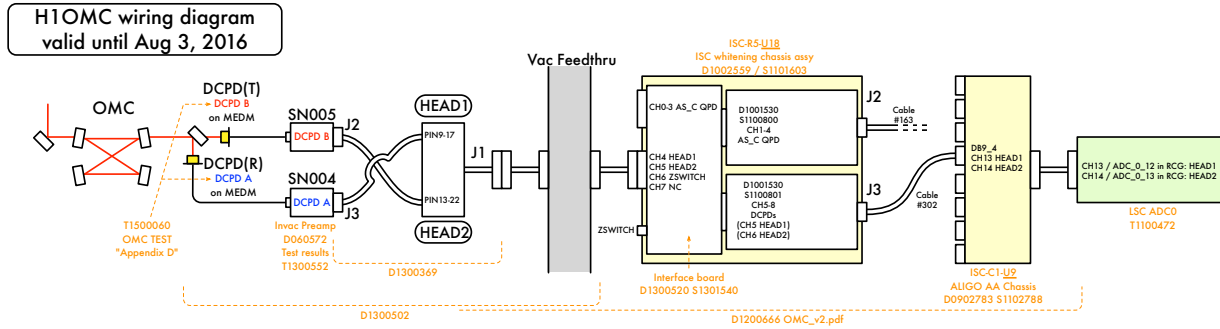 H1OMC wiring diagram
valid until Aug 3, 2016
OMC
DCPD(T)
DCPD B
on MEDM
DCPD(R)
DCPD A
on MEDM
T1500060
OMC TEST
"Appendix D"
SN005
DCPD B
J2
SN004
DCPD A
J3
Invac Preamp
D060572
Test results
T1300552
HEAD1
PIN9-17
PIN13-22
HEAD2
J1
D1300369
D1300502
Vac Feedthru
ISC-R5-U18
ISC whitening chassis assy
D1002559 / S1101603
CH0-3 AS_C QPD
CH4 HEAD1
CH5 HEAD2
CH6 ZSWITCH
CH7 NC
ZSWITCH
D1001530
S1100800
CH1-4
AS_C QPD
D1001530
S1100801
CH5-8
DCPDs
(CH5 HEAD1)
(CH6 HEAD2)
Interface board
D1300520 S1301540
J2
Cable
#163
J3
Cable
#302
DB9_4
CH13 HEAD1
CH14 HEAD2
ISC-C1-U9
ALIGO AA Chassis
D0902783 S1102788
CH13 / ADC_0_12 in RCG: HEAD1
CH14 / ADC_0_13 in RCG: HEAD2
LSC ADC0
T1100472
D1200666 OMC_v2.pdf